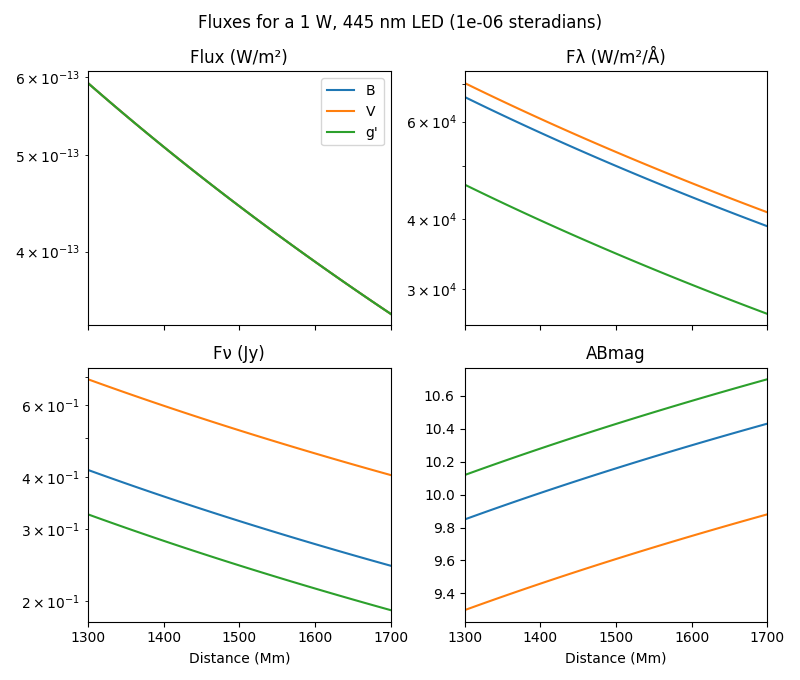 Fluxes for a 1 W, 445 nm LED (1e-06 steradians)
Flux (W/m²)
6 × 10⁻¹³
5 × 10⁻¹³
4 × 10⁻¹³
B
V
g'
Fλ (W/m²/Å)
6 × 10⁴
4 × 10⁴
3 × 10⁴
Fν (Jy)
6 × 10⁻¹
4 × 10⁻¹
3 × 10⁻¹
2 × 10⁻¹
1300 1400 1500 1600 1700
Distance (Mm)
ABmag
10.6
10.4
10.2
10.0
9.8
9.6
9.4
1300 1400 1500 1600 1700
Distance (Mm)